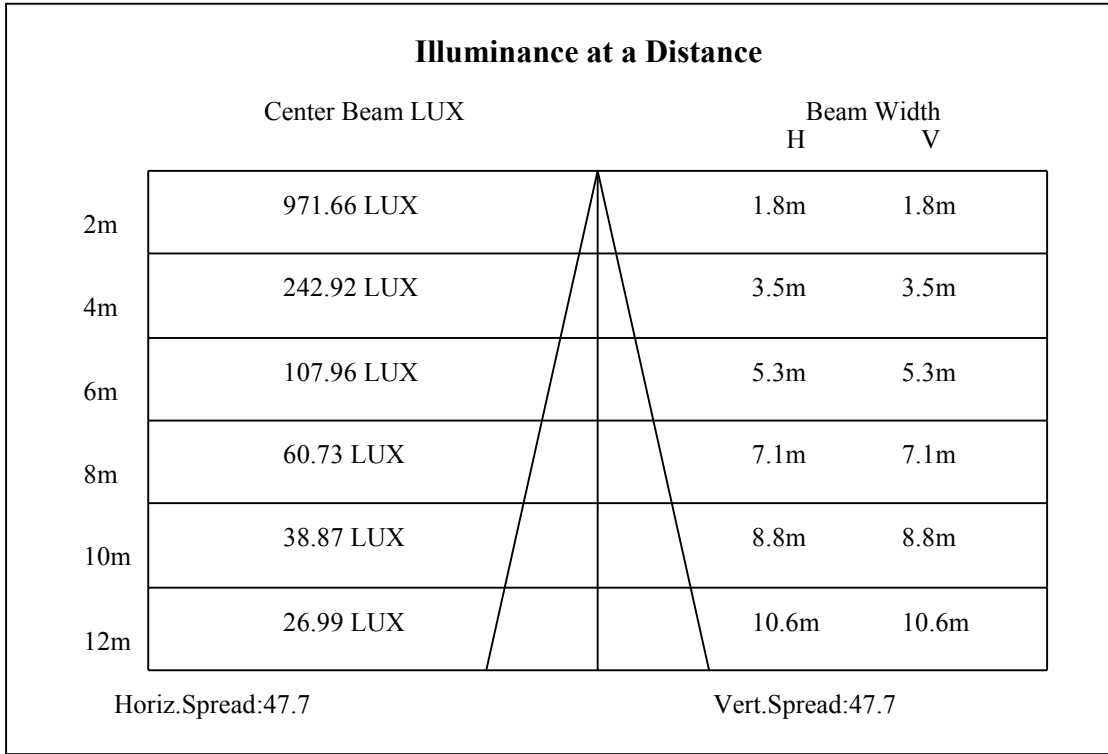 Illuminance at a Distance
Center Beam LUX Beam Width
H V
2m 971.66 LUX 1.8m 1.8m
4m 242.92 LUX 3.5m 3.5m
6m 107.96 LUX 5.3m 5.3m
8m 60.73 LUX 7.1m 7.1m
10m 38.87 LUX 8.8m 8.8m
12m 26.99 LUX 10.6m 10.6m
Horiz.Spread:47.7 Vert.Spread:47.7